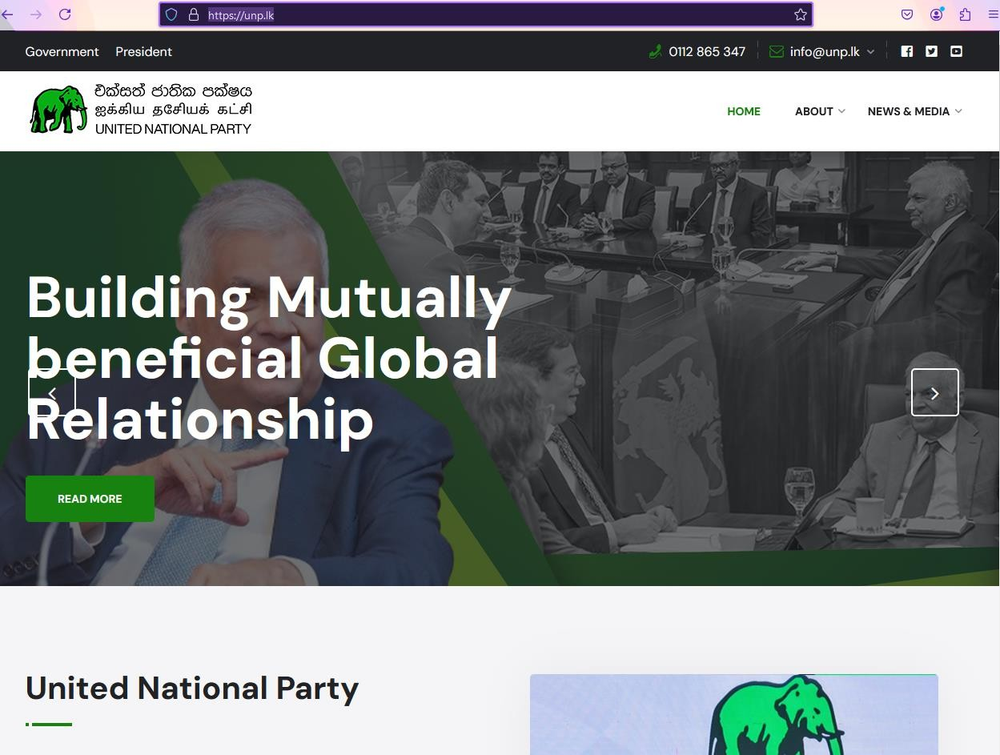 https://unp.lk
Government President 0112 865 347 info@unp.lk
එක්සත් ජාතික පක්ෂය
ஐக்கிய தேசியக் கட்சி
UNITED NATIONAL PARTY
HOME ABOUT NEWS & MEDIA
Building Mutually
beneficial Global
Relationship
READ MORE
United National Party